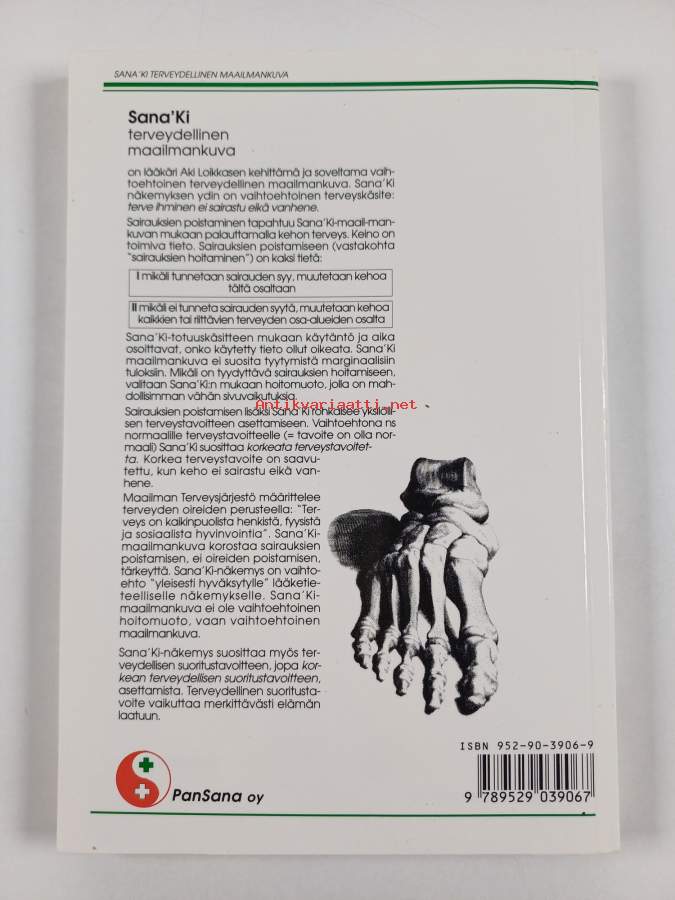 SANA'KI TERVEYDELLINEN MAAILMANKUVA
Sana'Ki
terveydellinen
maailmankuva
on lääkäri Aki Loikkasen kehittämä ja soveltama vaih-
toehtoinen terveydellinen maailmankuva. Sana'Ki
näkemyksen ydin on vaihtoehtoinen terveyskäsite:
terve ihminen ei sairastu eikä vanhene.
Sairauksien poistaminen tapahtuu Sana'Ki-maail-man-
kuvan mukaan palauttamalla kehon terveys. Keino on
toimiva tieto. Sairauksien poistamiseen (vastakohta
"sairauksien hoitaminen") on kaksi tietä:
I mikäli tunnetaan sairauden syy, muutetaan kehoa
tältä osaltaan
II mikäli ei tunneta sairauden syytä, muutetaan kehoa
kaikkien tai riittävien terveyden osa-alueiden osalta
Sana'Ki-totuuskäsitteen mukaan käytäntö ja aika
osoittavat, onko käytetty tieto ollut oikeata. Sana'Ki
maailmankuva ei suosita tyytymistä marginaalisiin
tuloksiin. Mikäli on tyydyttävä sairauksien hoitamiseen,
valitaan Sana'Ki:n mukaan hoitomuoto, jolla on mah-
dollisimman vähän sivuvaikutuksia.
Antikvariaatti.net
Sairauksien poistamisen lisäksi Sana'Ki rohkaisee yksilölli-
sen terveystavoitteen asettamiseen. Vaihtoehtona ns
normaalille terveystavoitteelle (= tavoite on olla nor-
maali) Sana'Ki suosittaa korkeata terveystavoitet-
ta. Korkea terveystavoite on saavu-
tettu, kun keho ei sairastu eikä van-
hene.
Maailman Terveysjärjestö määrittelee
terveyden oireiden perusteella: "Ter-
veys on kaikinpuolista henkistä, fyysistä
ja sosiaalista hyvinvointia". Sana'Ki-
maailmankuva korostaa sairauksien
poistamisen, ei oireiden poistamisen,
tärkeyttä. Sana'Ki-näkemys on vaihto-
ehto "yleisesti hyväksytylle" lääketie-
teelliselle näkemykselle. Sana'Ki-
maailmankuva ei ole vaihtoehtoinen
hoitomuoto, vaan vaihtoehtoinen
maailmankuva.
Sana'Ki-näkemys suosittaa myös ter-
veydellisen suoritustavoitteen, jopa kor-
kean terveydellisen suoritustavoitteen,
asettamista. Terveydellinen suoritusta-
voite vaikuttaa merkittävästi elämän
laatuun.
ISBN 952-90-3906-9
9 789529 039067
PanSana oy